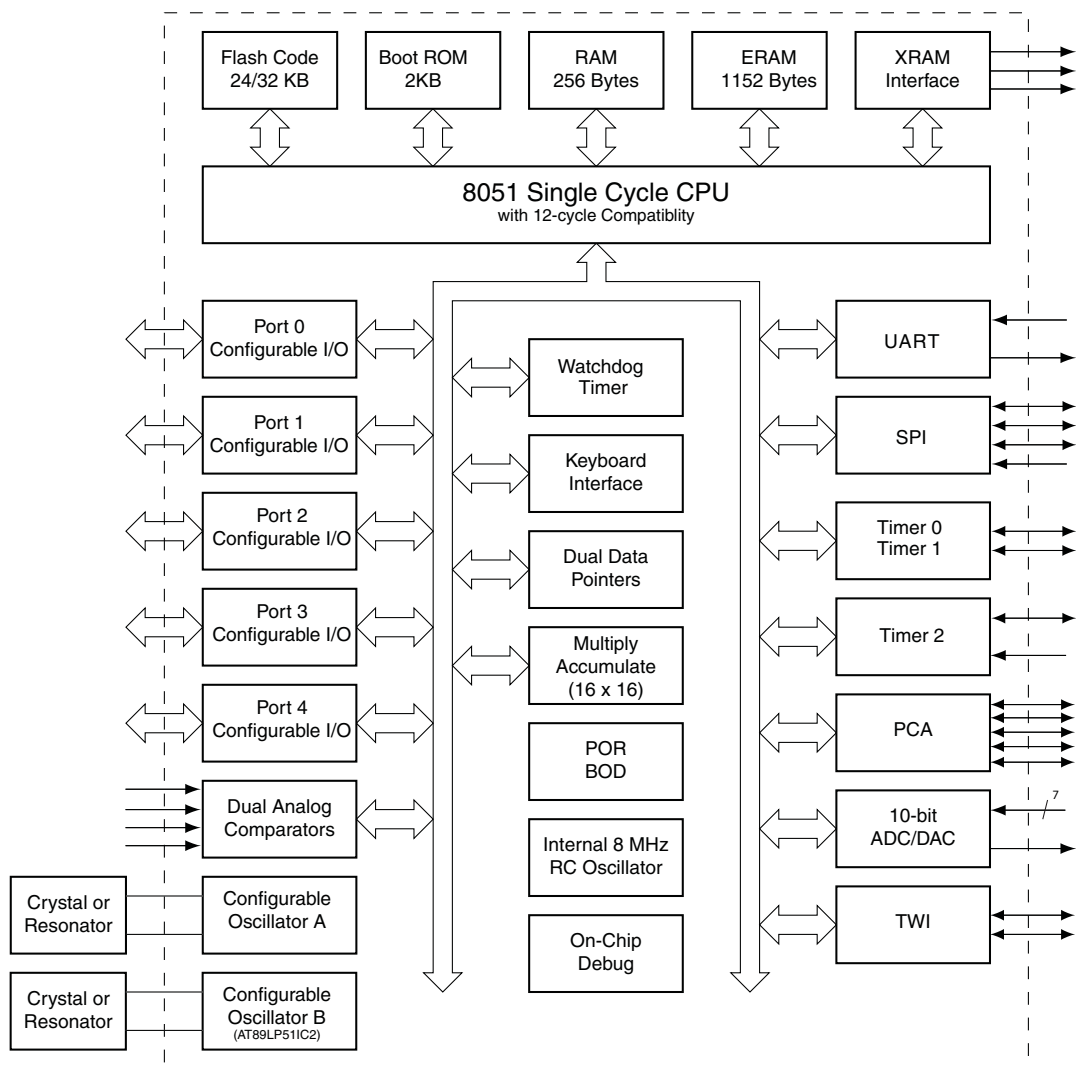 Flash Code
24/32 KB
Boot ROM
2KB
RAM
256 Bytes
ERAM
1152 Bytes
XRAM
Interface
8051 Single Cycle CPU
with 12-cycle Compatiblity
Port 0
Configurable I/O
Port 1
Configurable I/O
Port 2
Configurable I/O
Port 3
Configurable I/O
Port 4
Configurable I/O
Dual Analog
Comparators
Crystal or
Resonator
Configurable
Oscillator A
Crystal or
Resonator
Configurable
Oscillator B
(AT89LP51IC2)
Watchdog
Timer
Keyboard
Interface
Dual Data
Pointers
Multiply
Accumulate
(16 x 16)
POR
BOD
Internal 8 MHz
RC Oscillator
On-Chip
Debug
UART
SPI
Timer 0
Timer 1
Timer 2
PCA
10-bit
ADC/DAC
7
TWI